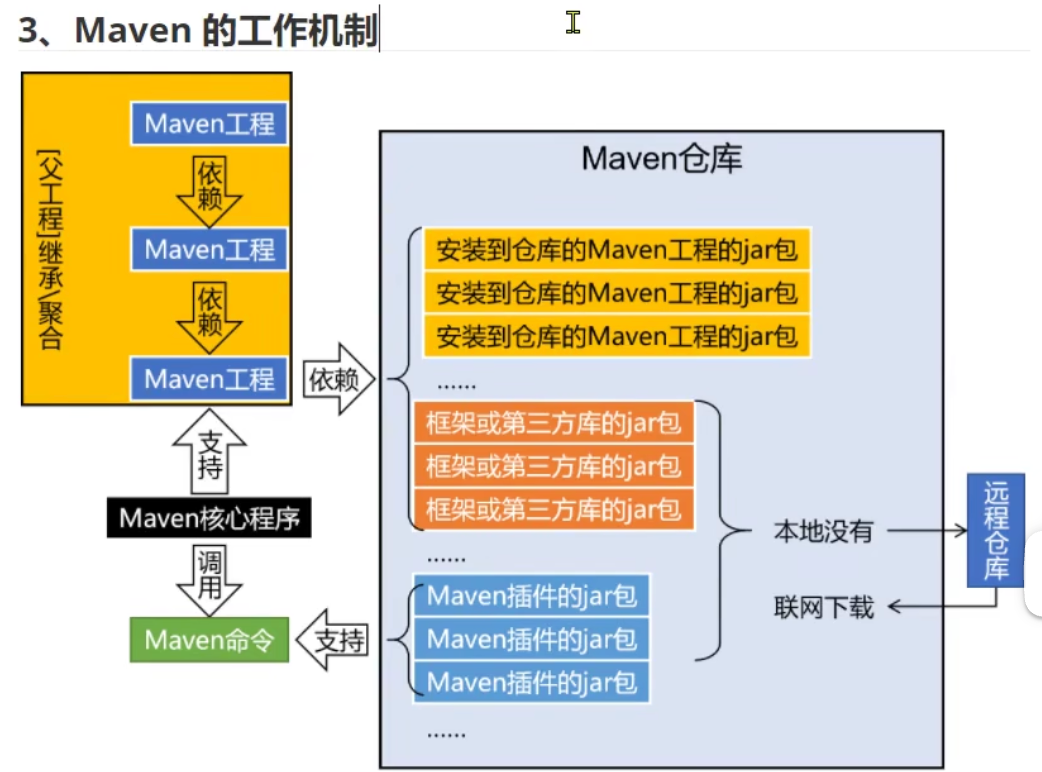 3、Maven 的工作机制
[父工程]继承\聚合
Maven工程
依赖
Maven工程
依赖
Maven工程
依赖
支持
Maven核心程序
调用
Maven命令
支持
Maven仓库
安装到仓库的Maven工程的jar包
安装到仓库的Maven工程的jar包
安装到仓库的Maven工程的jar包
......
框架或第三方库的jar包
框架或第三方库的jar包
框架或第三方库的jar包
......
Maven插件的jar包
Maven插件的jar包
Maven插件的jar包
......
本地没有
联网下载
远程仓库